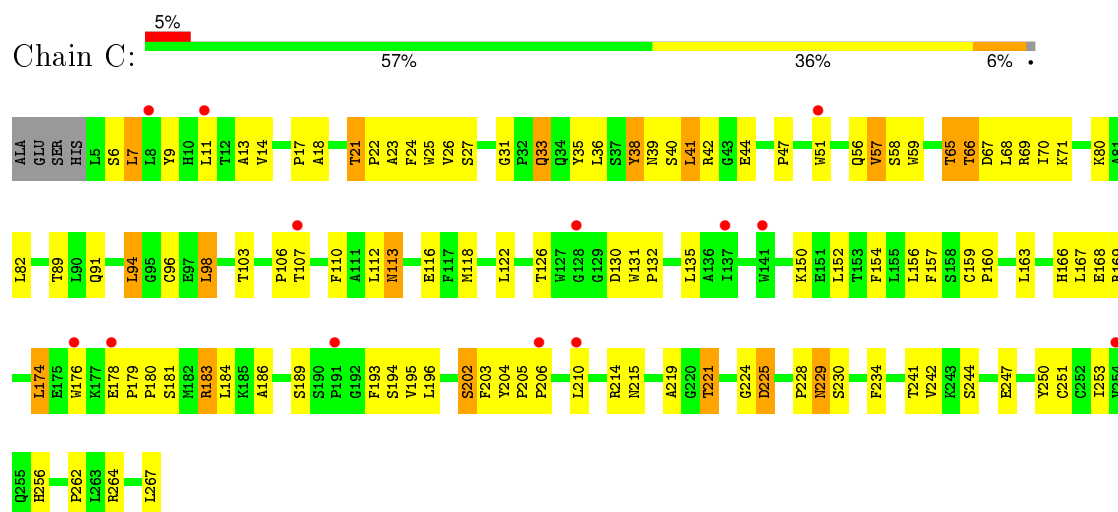 5%
Chain C:
57% 36% 6%
ALA GLU SER HIS L5 S6 L7 L8 Y9 H10 L11 T12 A13 V14 P17 A18 T21 P22 A23 F24 W25 V26 S27 G31 P32 Q33 Q34 Y35 L36 S37 Y38 N39 S40 L41 R42 G43 E44 P47 W51 Q56 V57 S58 W59 T65 T66 D67 L68 R69 I70 K71 K80 A81
L82 T89 L90 Q91 L94 G95 C96 E97 L98 T103 P106 T107 F110 A111 L112 N113 E116 F117 M118 L122 T126 W127 G128 G129 D130 W131 P132 L135 A136 I137 W141 K150 E151 L152 T153 F154 L155 L156 F157 S158 C159 P160 L163 H166 L167 E168 R169
L174 E175 W176 K177 E178 P179 P180 S181 M182 R183 L184 K185 A186 S189 S190 P191 G192 F193 S194 V195 L196 S202 F203 Y204 P205 P206 L210 R214 N215 A219 G220 T221 G224 D225 P228 N229 S230 F234 T241 V242 K243 S244 E247 Y250 C251 C252 I253 V254
Q255 H256 P262 L263 R264 L267